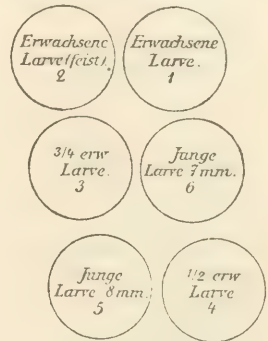 Erwachsene
Larve (feist).
2
Erwachsene
Larve.
1
3/4 erw
Larve.
3
Junge
Larve 7 mm.
6
Junge
Larve 8 mm.
5
1/2 erw
Larve
4